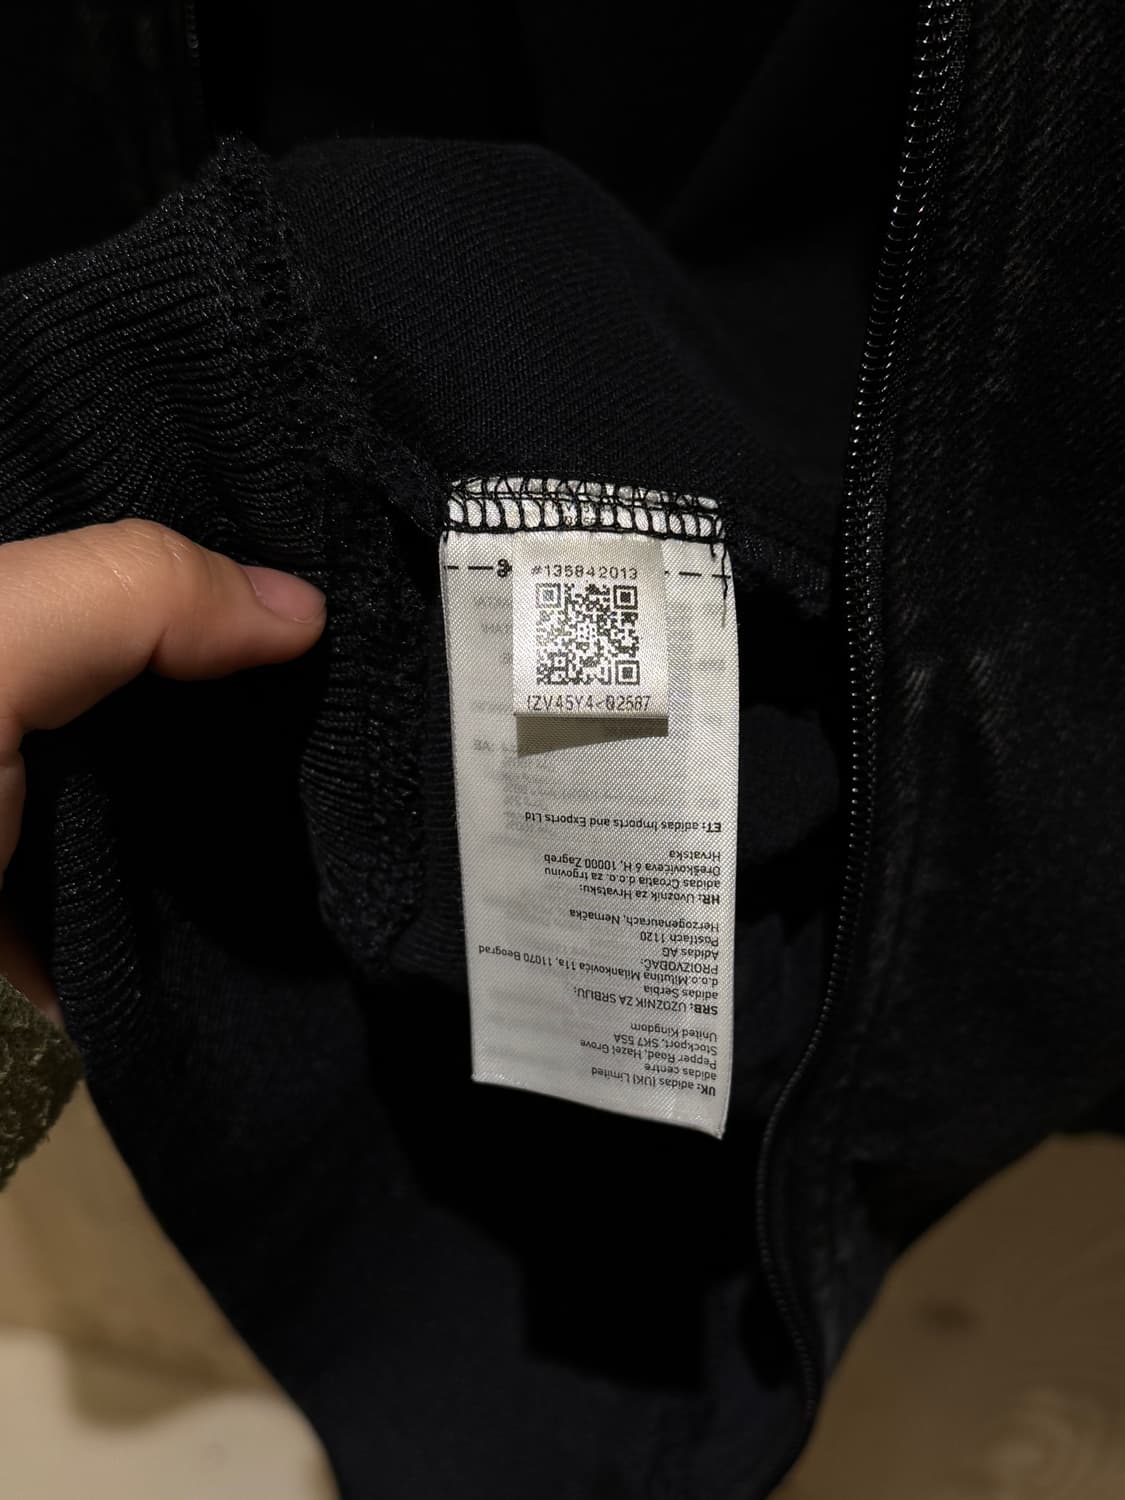 #135842013
(ZV45Y4<02587
UK: adidas (UK) Limited
adidas centre
Pepper Road, Hazel Grove
Stockport, SK7 5SA
United Kingdom
SRB: UZOZNIK ZA SRBIJU:
adidas Serbia
d.o.o.Milutina Milankovića 11a, 11070 Beograd
PROIZVOĐAČ:
Adidas AG
Postfach 1120
Herzogenaurach, Nemačka
HR: Uvoznik za Hrvatsku:
adidas Croatia d.o.o. za trgovinu
Oreškovićeva 6 H, 10000 Zagreb
Hrvatska
ET: adidas Imports and Exports Ltd